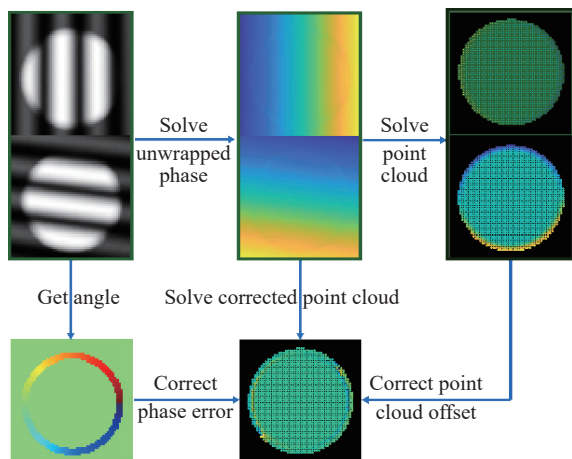 Solve
unwrapped
phase
Solve
point
cloud
Get angle
Solve corrected point cloud
Correct
phase error
Correct point
cloud offset